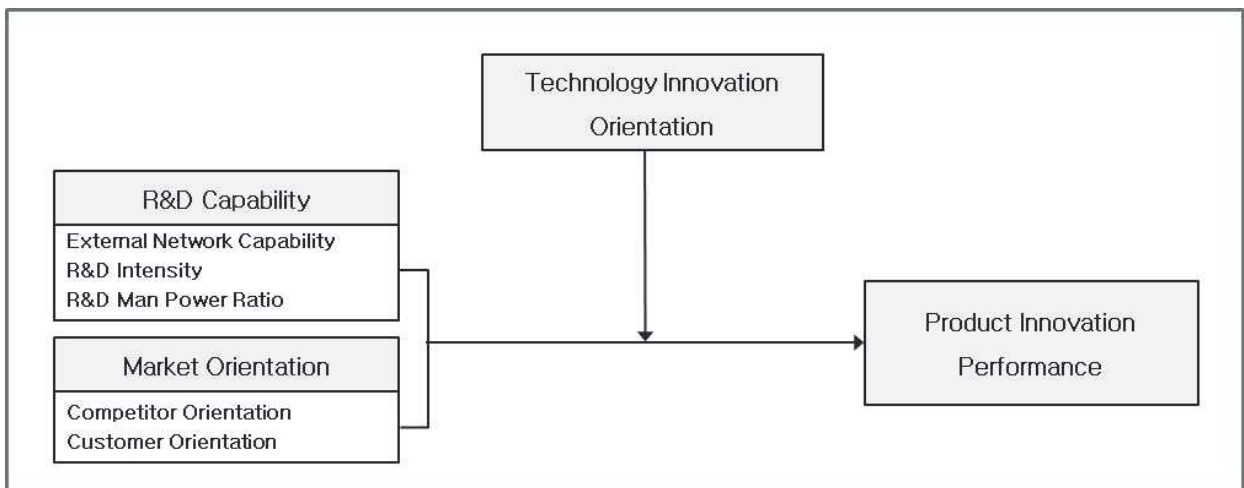 Technology Innovation
Orientation
R&D Capability
External Network Capability
R&D Intensity
R&D Man Power Ratio
Market Orientation
Competitor Orientation
Customer Orientation
Product Innovation
Performance